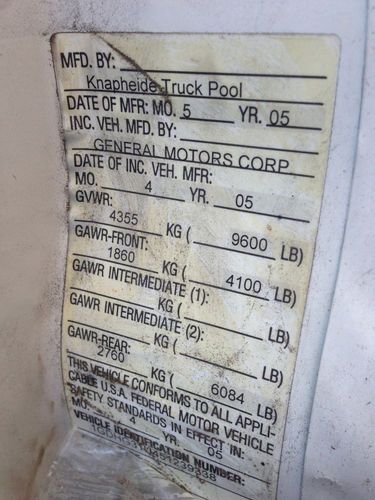 MFD. BY:
Knapheide Truck Pool
DATE OF MFR: MO. 5 YR. 05
INC. VEH. MFD. BY:
GENERAL MOTORS CORP
DATE OF INC. VEH. MFR:
MO. 4 YR. 05
GVWR:
4355 KG ( 9600 LB)
GAWR-FRONT:
1860 KG ( 4100 LB)
GAWR INTERMEDIATE (1):
KG ( LB)
GAWR INTERMEDIATE (2):
KG ( LB)
GAWR-REAR:
2760 KG ( 6084 LB)
THIS VEHICLE CONFORMS TO ALL APPLI-
CABLE U.S.A. FEDERAL MOTOR VEHICLE
SAFETY STANDARDS IN EFFECT IN:
MO. 4 YR. 05
VEHICLE IDENTIFICATION NUMBER: